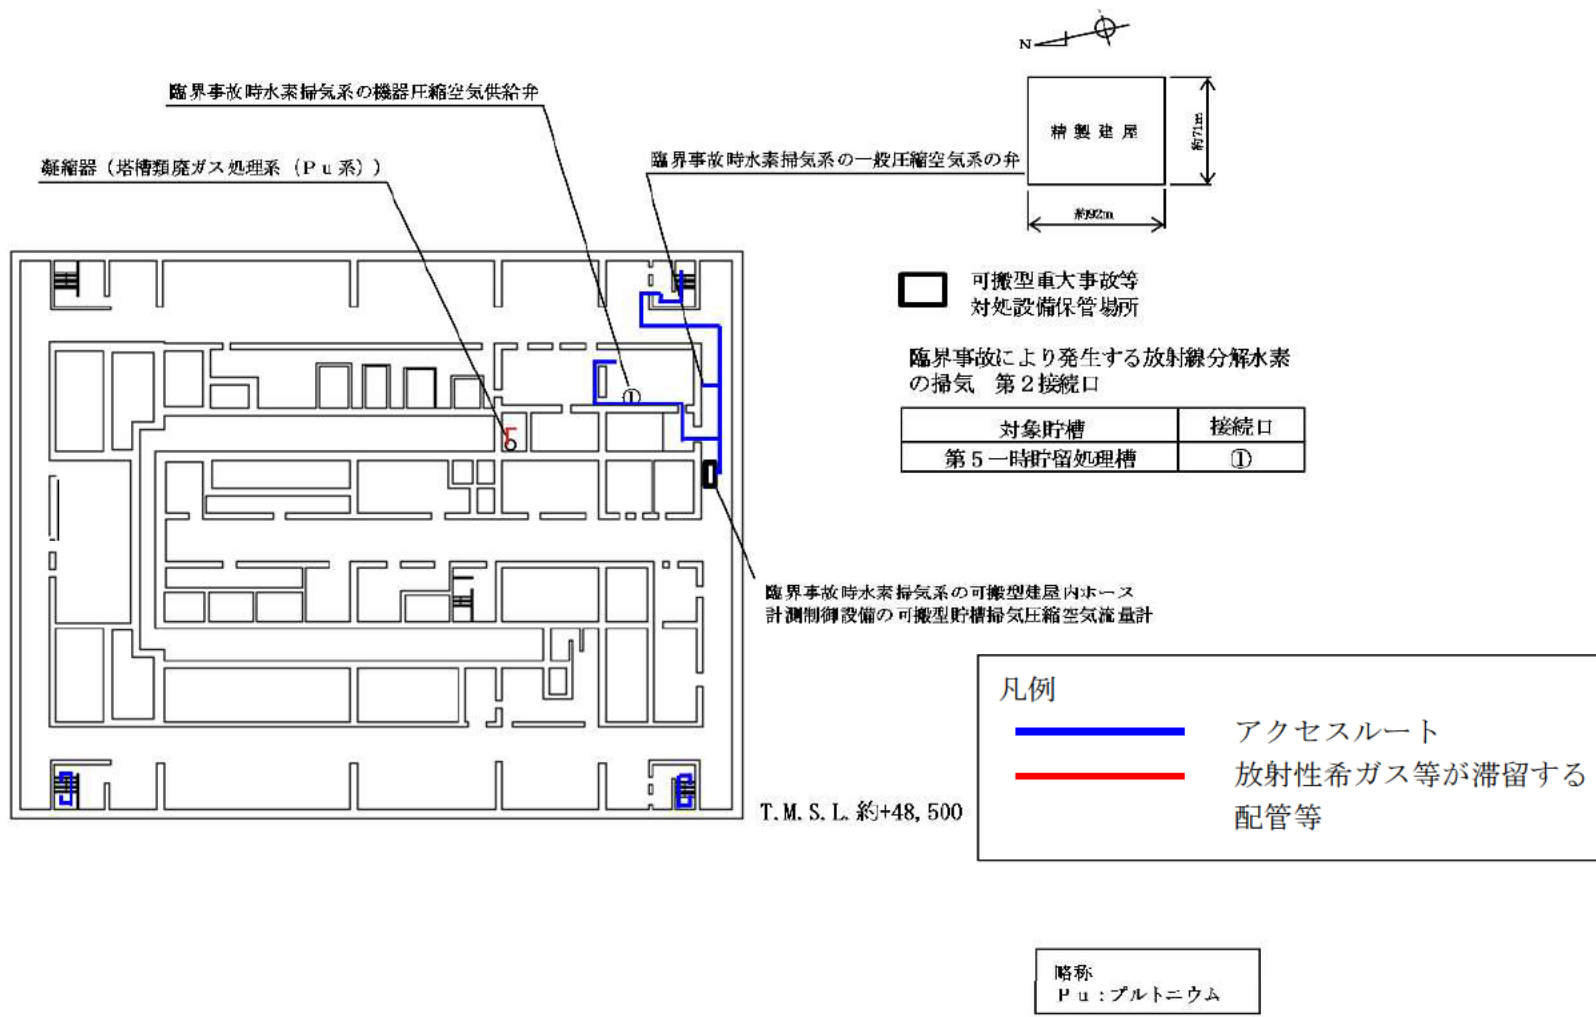 N
臨界事故時水素掃気系の機器圧縮空気供給弁
精製建屋
約71m
凝縮器（塔槽類廃ガス処理系（Ｐｕ系））
臨界事故時水素掃気系の一般圧縮空気系の弁
約92m
可搬型重大事故等
対処設備保管場所
臨界事故により発生する放射線分解水素
の掃気　第２接続口
対象貯槽 接続口
第５一時貯留処理槽 ①
①
臨界事故時水素掃気系の可搬型建屋内ホース
計測制御設備の可搬型貯槽掃気圧縮空気流量計
凡例
アクセスルート
放射性希ガス等が滞留する
配管等
T.M.S.L.約+48,500
略称
Ｐｕ：プルトニウム